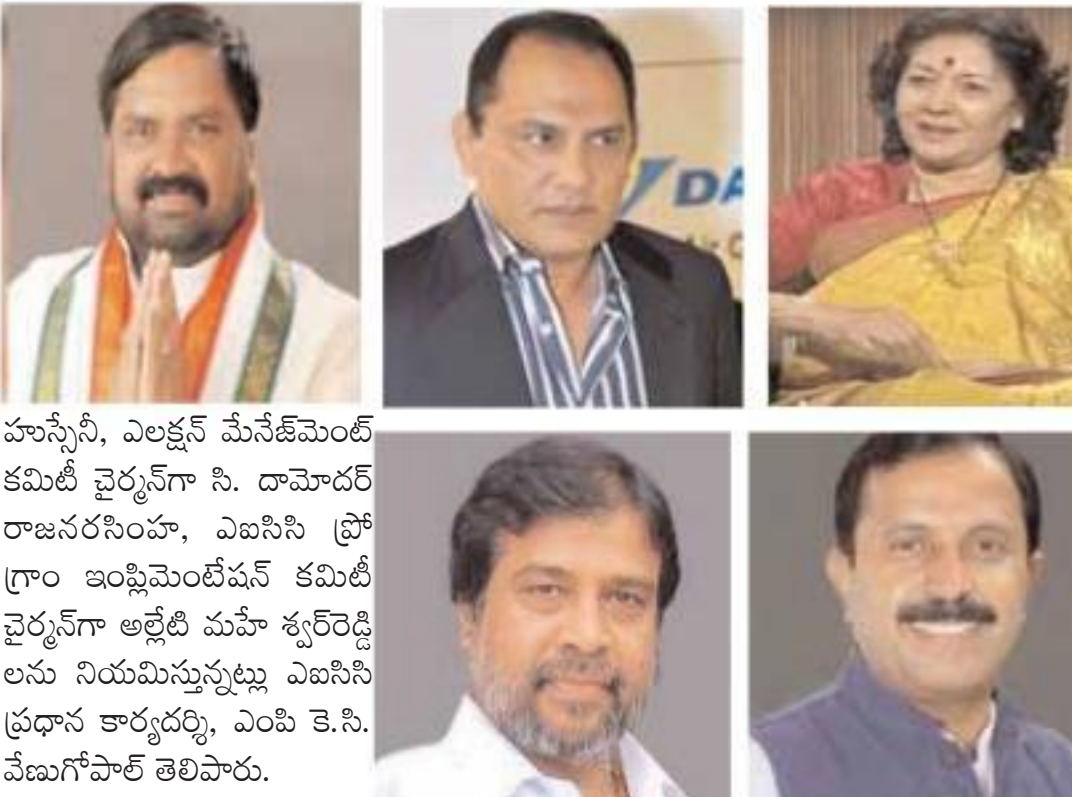 DA
హుస్సేనీ, ఎలక్షన్ మేనేజ్‌మెంట్
కమిటీ చైర్మన్‌గా సి. దామోదర్
రాజనరసింహ, ఎఐసిసి ప్రో
గ్రాం ఇంప్లిమెంటేషన్ కమిటీ
చైర్మన్‌గా అల్లేటి మహే శ్వర్‌రెడ్డి
లను నియమిస్తున్నట్లు ఎఐసిసి
ప్రధాన కార్యదర్శి, ఎంపి కె.సి.
వేణుగోపాల్ తెలిపారు.